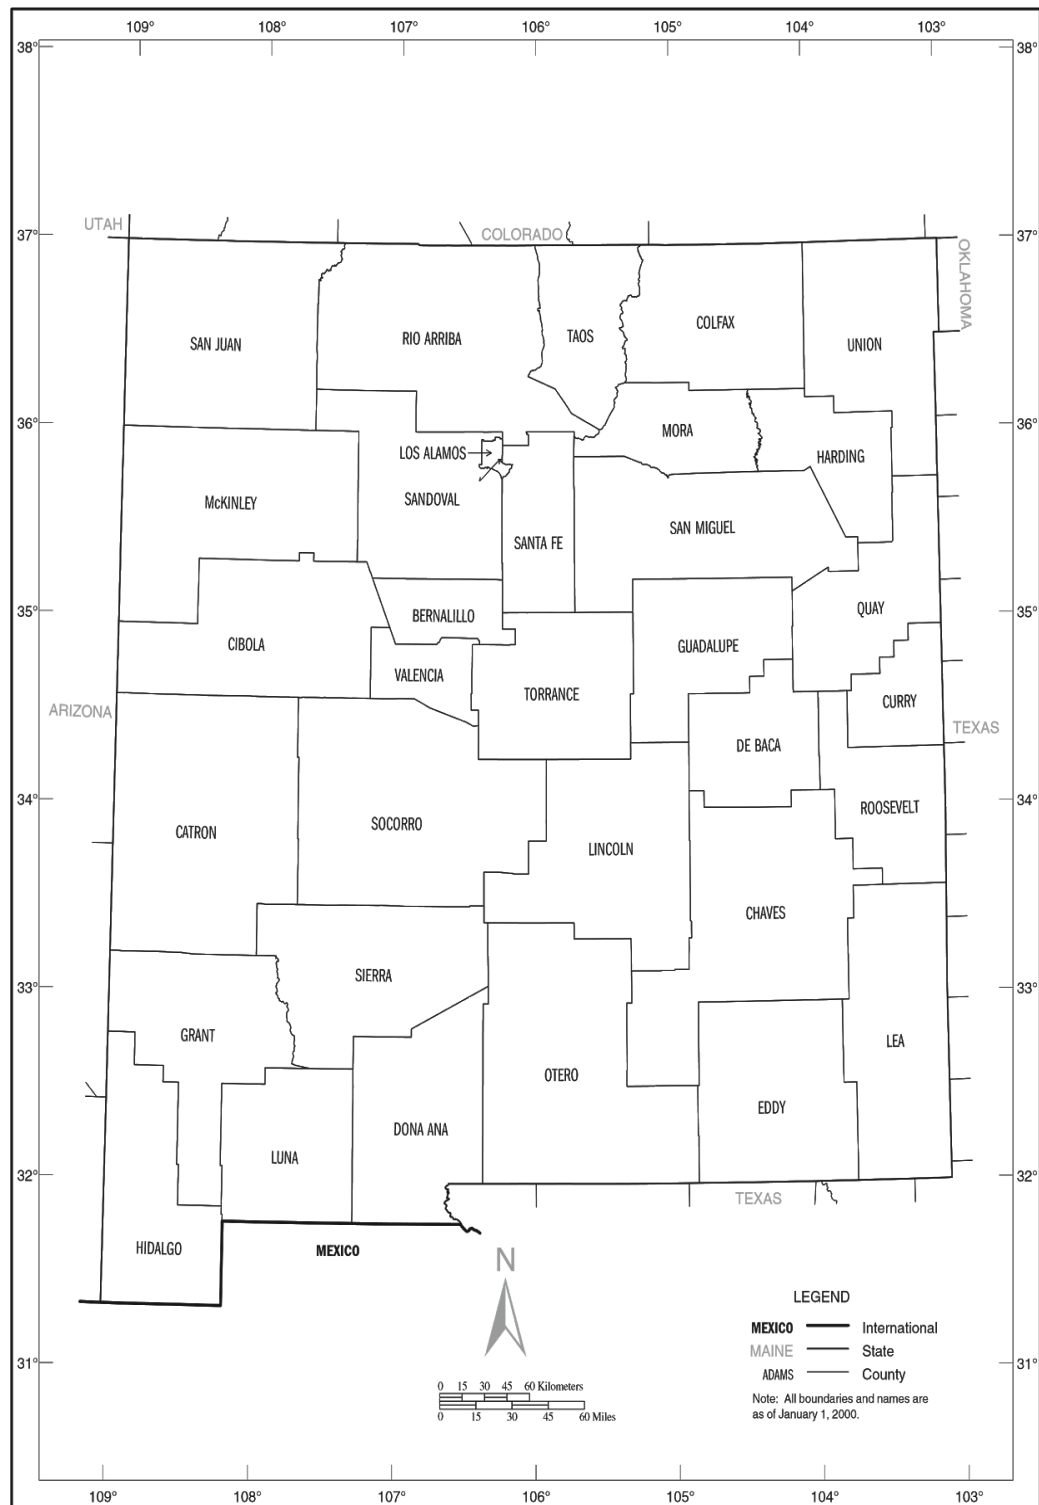 109° 108° 107° 106° 105° 104° 103°
38° 38°
UTAH
COLORADO
37° 37°
OKLAHOMA
SAN JUAN
RIO ARRIBA
TAOS
COLFAX
UNION
36° 36°
MORA
LOS ALAMOS
HARDING
McKINLEY
SANDOVAL
SANTA FE
SAN MIGUEL
35° 35°
BERNALILLO
QUAY
CIBOLA
GUADALUPE
VALENCIA
TORRANCE
CURRY
ARIZONA
TEXAS
DE BACA
34° 34°
CATRON
SOCORRO
ROOSEVELT
LINCOLN
CHAVES
SIERRA
33° 33°
GRANT
LEA
OTERO
EDDY
DONA ANA
LUNA
32° 32°
TEXAS
HIDALGO
MEXICO
N
LEGEND
MEXICO International
MAINE State
ADAMS County
31° 31°
Note: All boundaries and names are
as of January 1, 2000.
0 15 30 45 60 Kilometers
0 15 30 45 60 Miles
109° 108° 107° 106° 105° 104° 103°